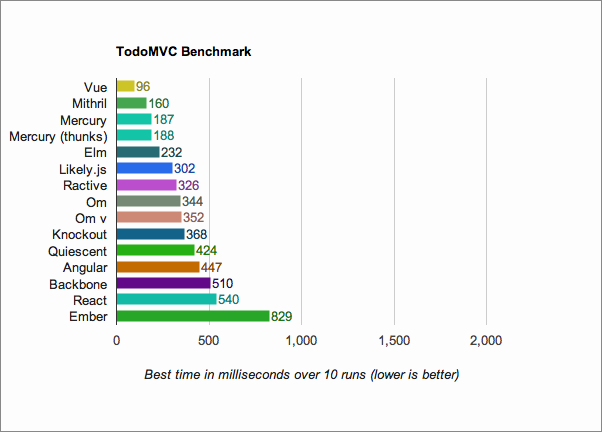 TodoMVC Benchmark
Vue 96
Mithril 160
Mercury 187
Mercury (thunks) 188
Elm 232
Likely.js 302
Ractive 326
Om 344
Om v 352
Knockout 368
Quiescent 424
Angular 447
Backbone 510
React 540
Ember 829
0 500 1,000 1,500 2,000
Best time in milliseconds over 10 runs (lower is better)